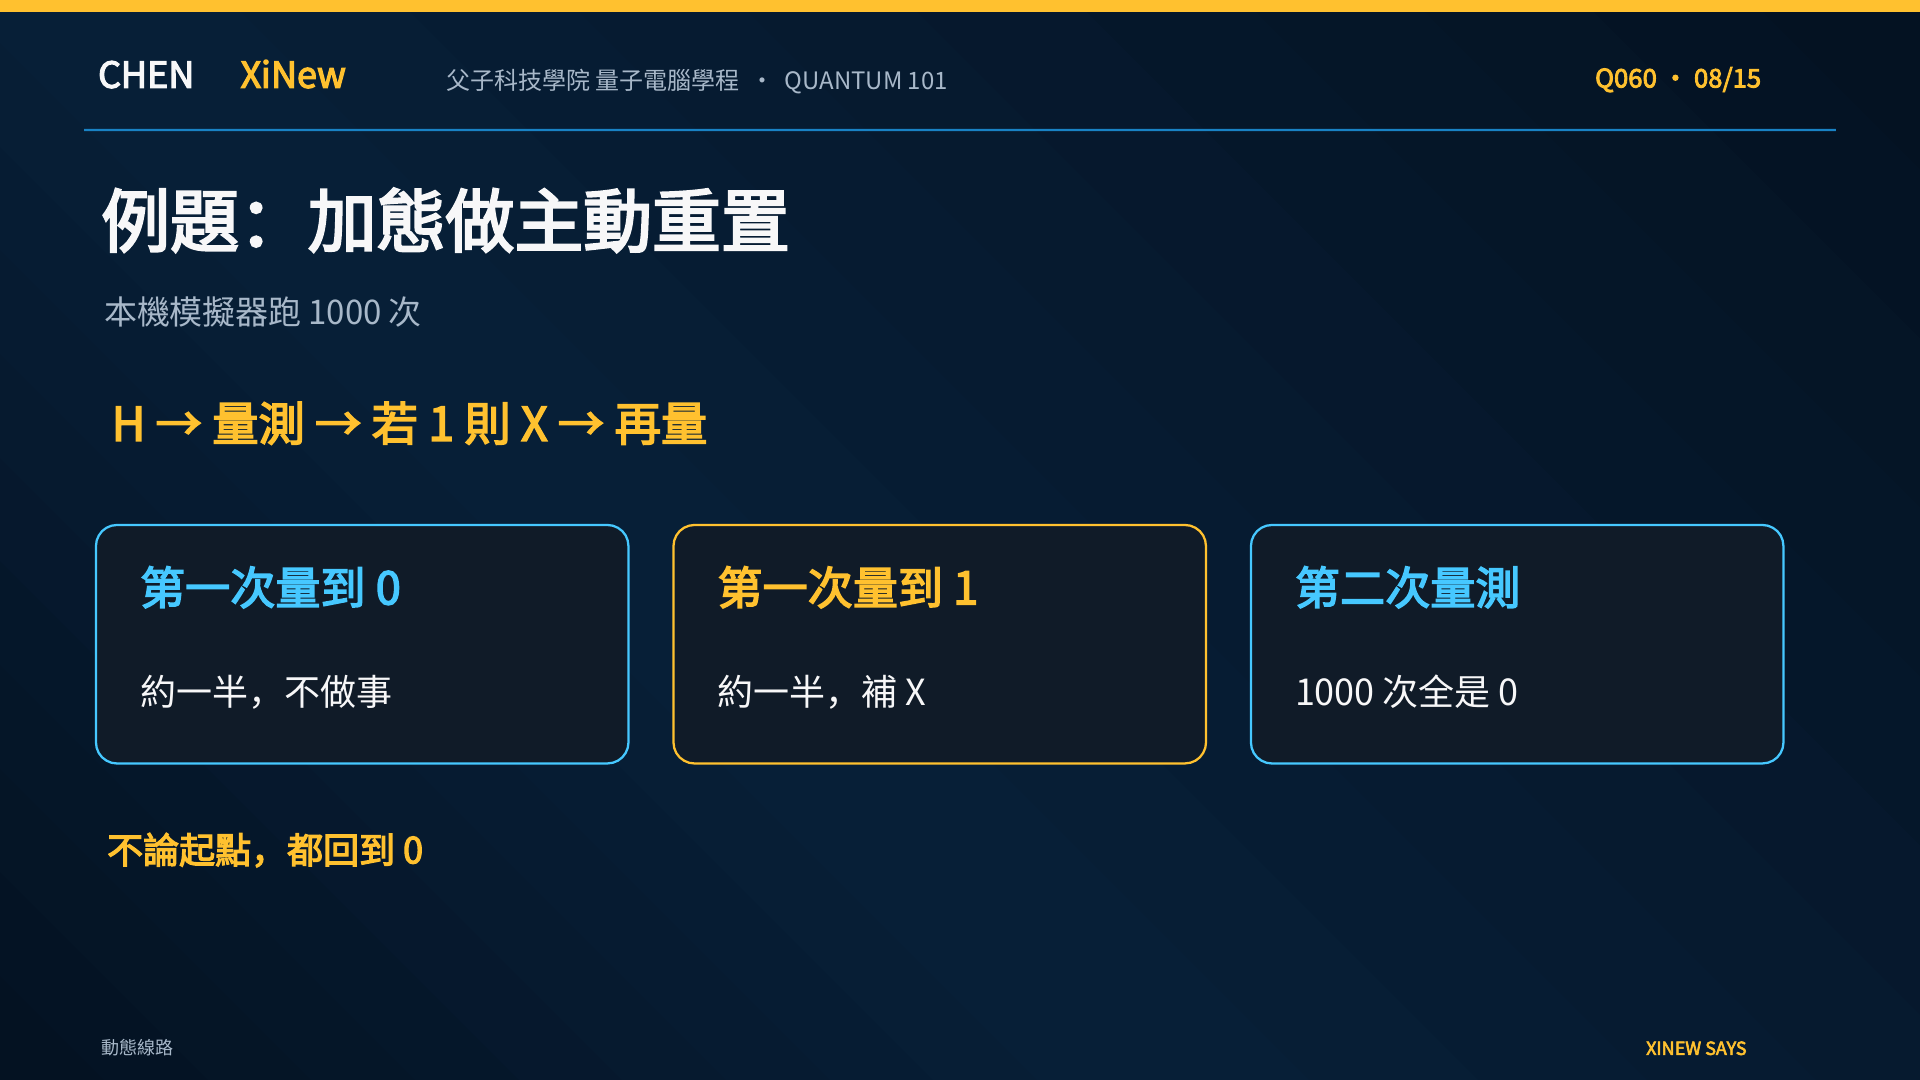 CHEN XiNew 父子科技學院 量子電腦學程 · QUANTUM 101 Q060 · 08/15
例題：加態做主動重置
本機模擬器跑 1000 次
H → 量測 → 若 1 則 X → 再量
第一次量到 0
約一半，不做事
第一次量到 1
約一半，補 X
第二次量測
1000 次全是 0
不論起點，都回到 0
動態線路
XINEW SAYS